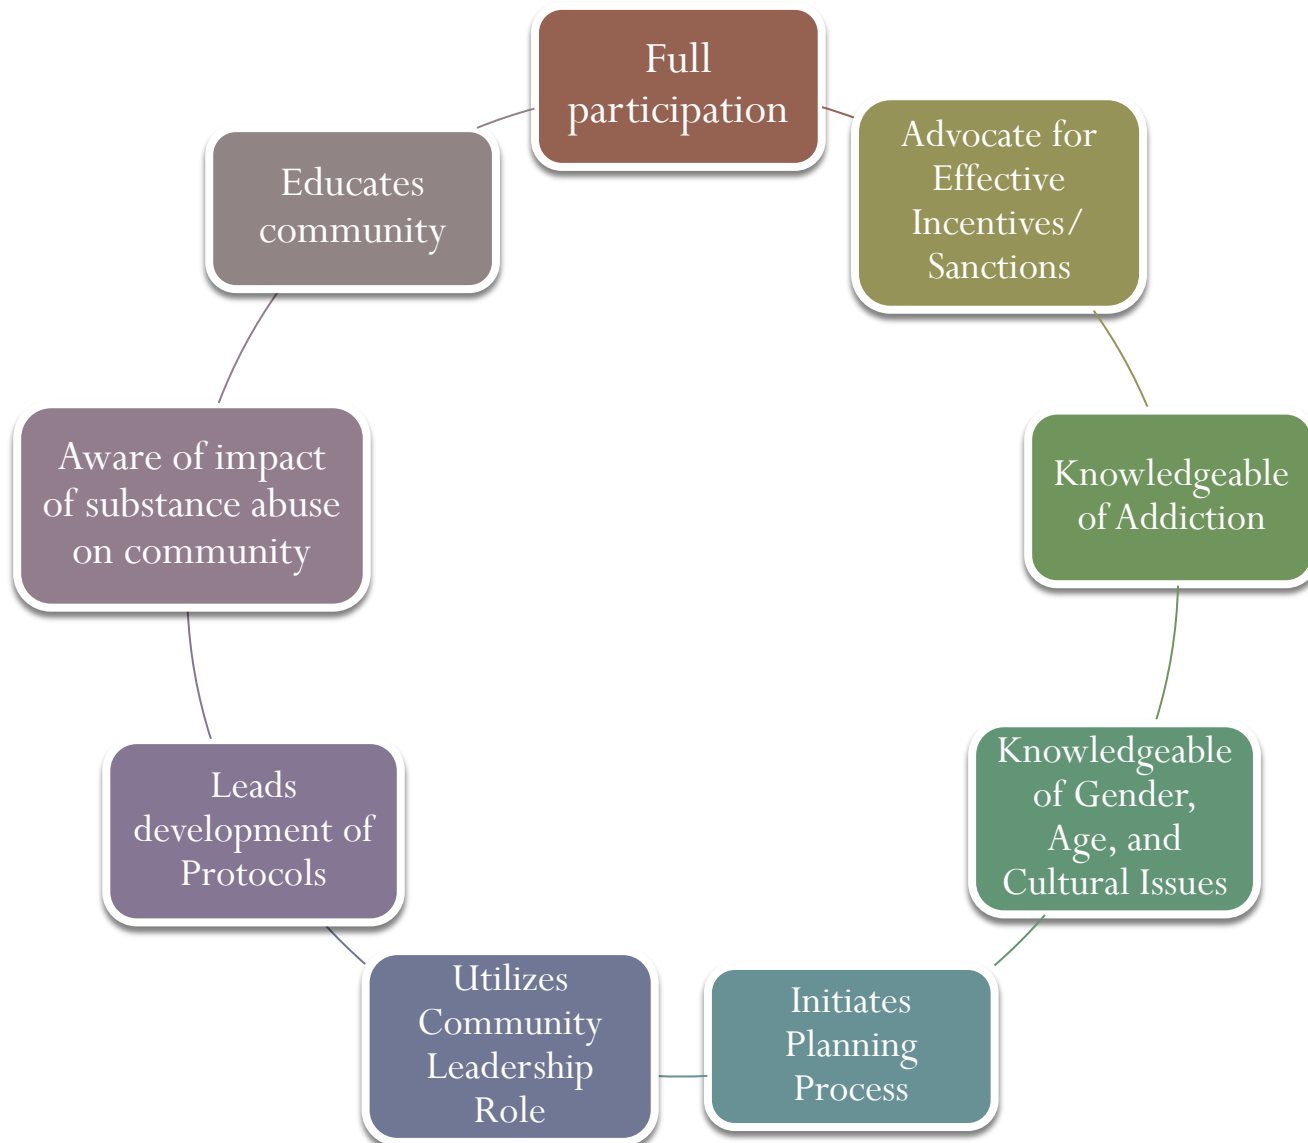 Full
participation
Advocate for
Effective
Incentives/
Sanctions
Knowledgeable
of Addiction
Knowledgeable
of Gender,
Age, and
Cultural Issues
Initiates
Planning
Process
Utilizes
Community
Leadership
Role
Leads
development of
Protocols
Aware of impact
of substance abuse
on community
Educates
community